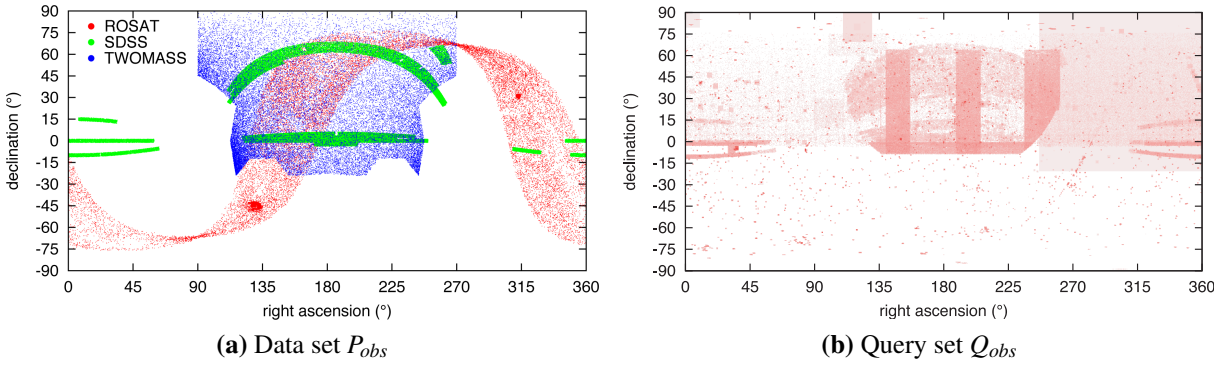 90
75
60
45
30
15
0
-15
-30
-45
-60
-75
-90
declination (°)
ROSAT
SDSS
TWOMASS
0 45 90 135 180 225 270 315 360
right ascension (°)
(a) Data set P_obs
90
75
60
45
30
15
0
-15
-30
-45
-60
-75
-90
declination (°)
0 45 90 135 180 225 270 315 360
right ascension (°)
(b) Query set Q_obs